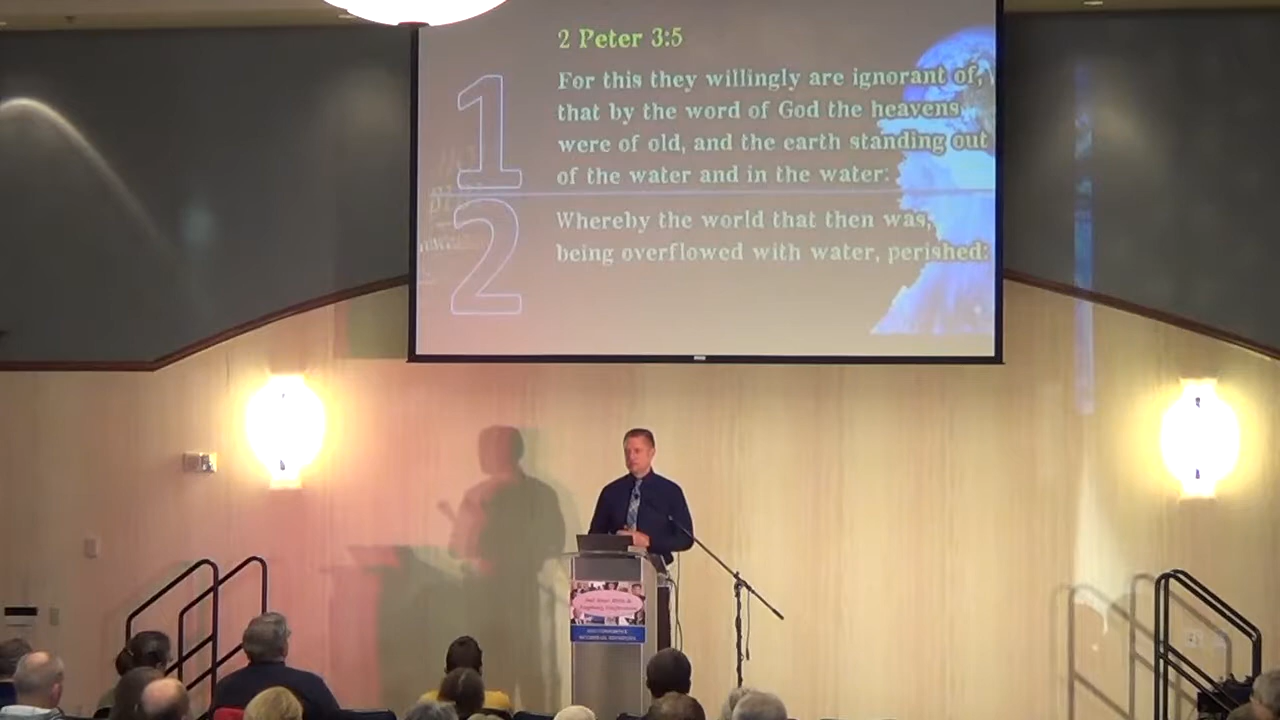 2 Peter 3:5
1
For this they willingly are ignorant of,
that by the word of God the heavens
were of old, and the earth standing out
of the water and in the water:
2
Whereby the world that then was,
being overflowed with water, perished: